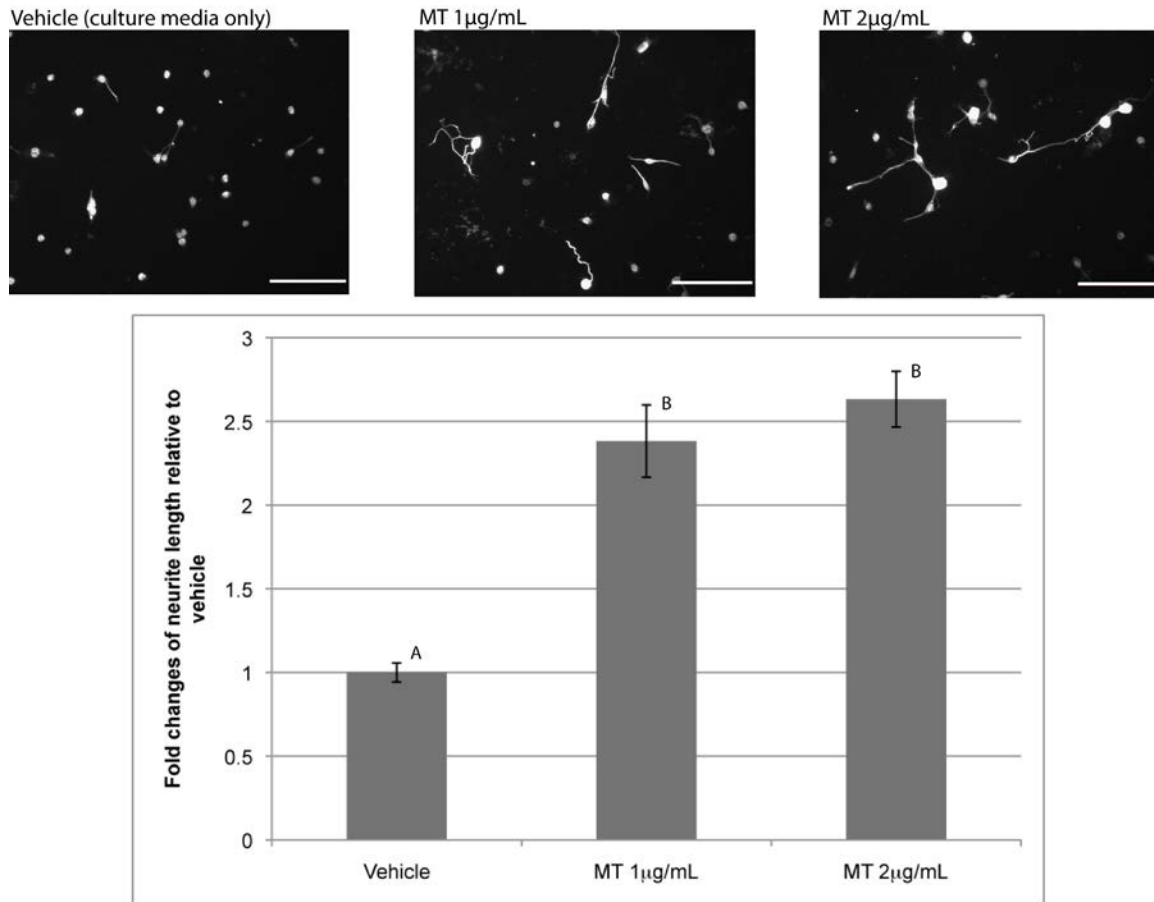 Vehicle (culture media only)
MT 1µg/mL
MT 2µg/mL
Fold changes of neurite length relative to
vehicle
3
2.5
2
1.5
1
0.5
0
A
B
B
Vehicle
MT 1µg/mL
MT 2µg/mL